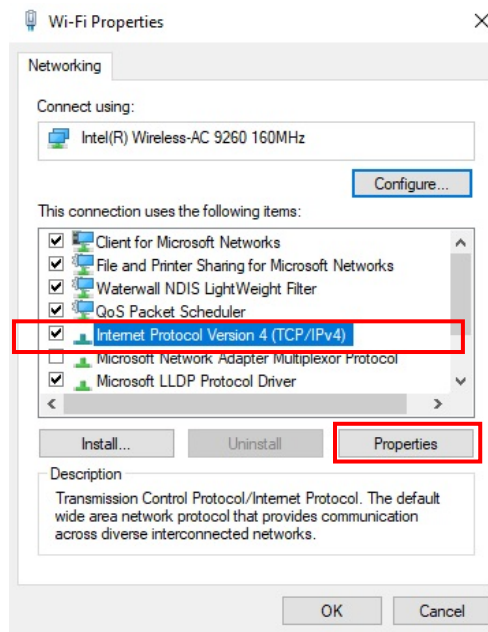 Wi-Fi Properties
Networking
Connect using:
Intel(R) Wireless-AC 9260 160MHz
Configure...
This connection uses the following items:
Client for Microsoft Networks
File and Printer Sharing for Microsoft Networks
Waterwall NDIS LightWeight Filter
QoS Packet Scheduler
Internet Protocol Version 4 (TCP/IPv4)
Microsoft Network Adapter Multiplexor Protocol
Microsoft LLDP Protocol Driver
Install...
Uninstall
Properties
Description
Transmission Control Protocol/Internet Protocol. The default
wide area network protocol that provides communication
across diverse interconnected networks.
OK
Cancel